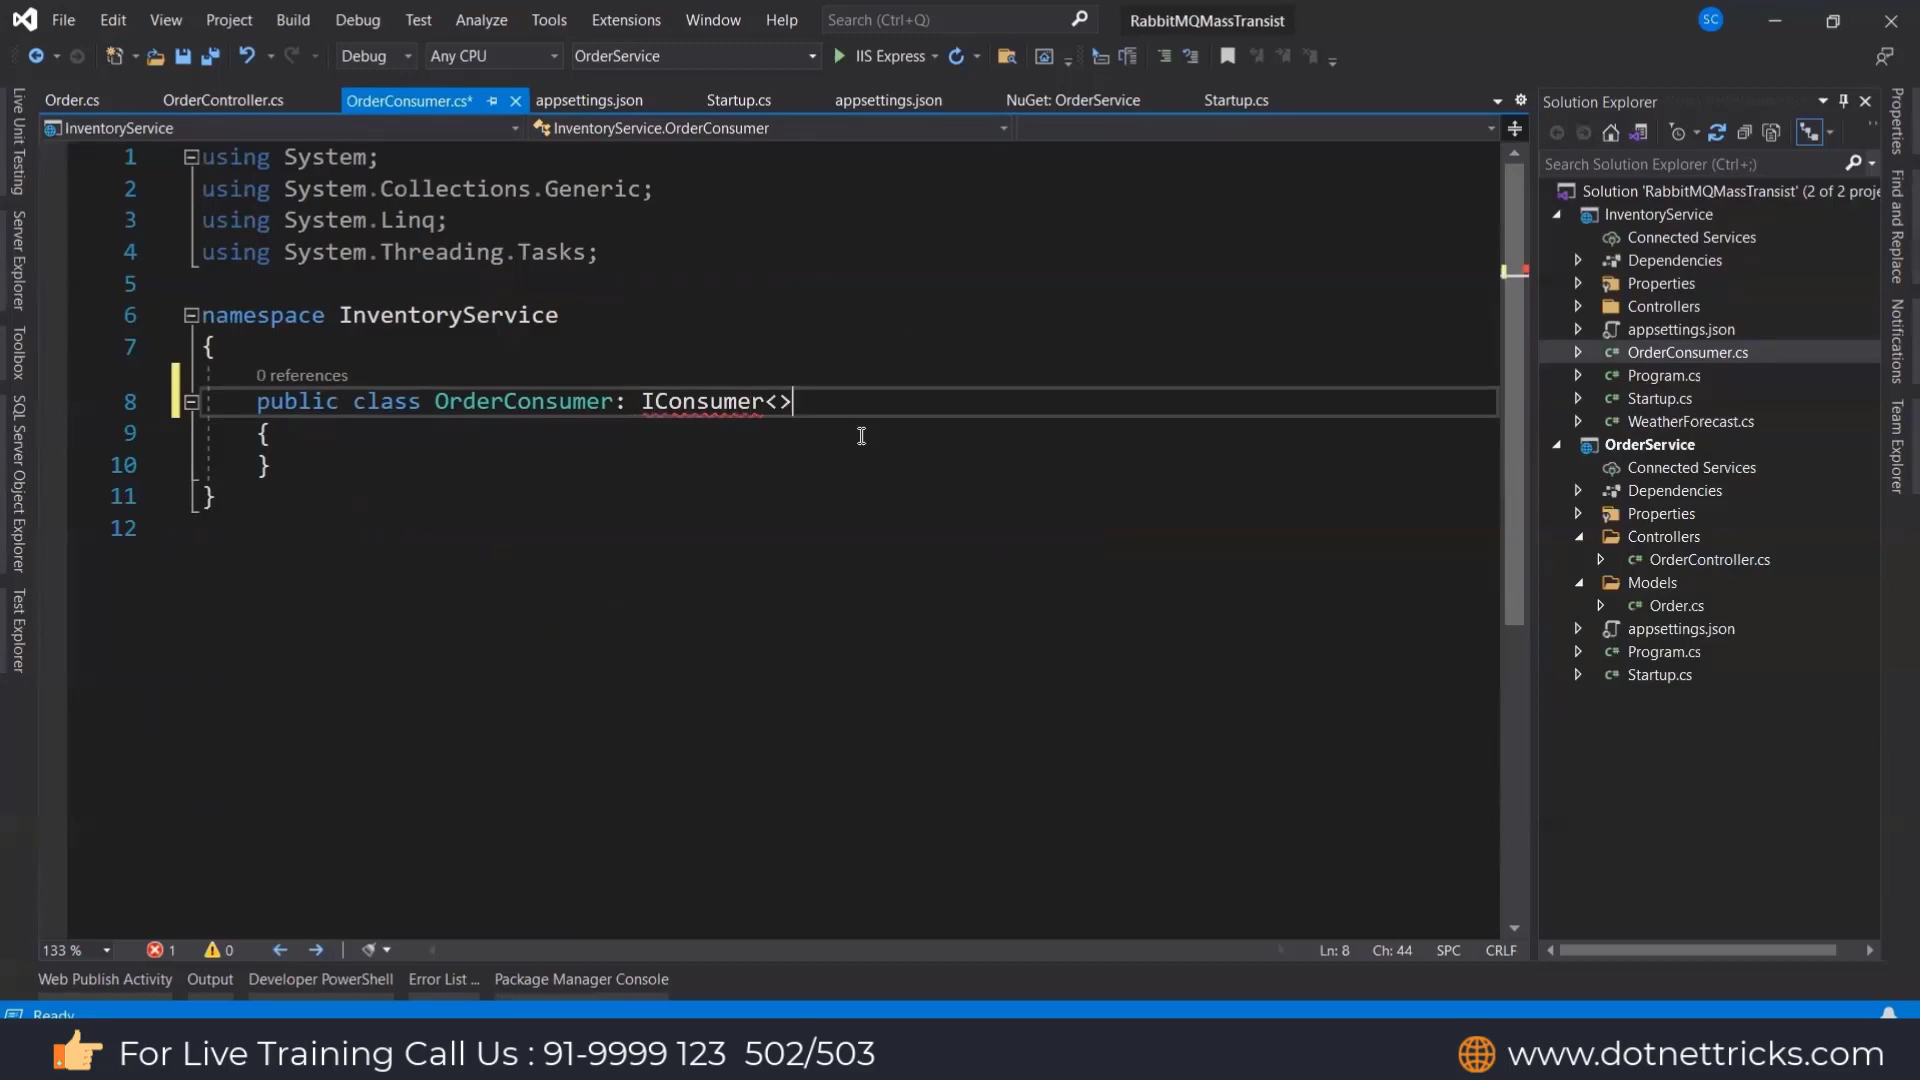 File Edit View Project Build Debug Test Analyze Tools Extensions Window Help Search (Ctrl+Q) RabbitMQMassTransist SC
Debug Any CPU OrderService IIS Express
Order.cs OrderController.cs OrderConsumer.cs* appsettings.json Startup.cs appsettings.json NuGet: OrderService Startup.cs
InventoryService InventoryService.OrderConsumer
1 using System;
2 using System.Collections.Generic;
3 using System.Linq;
4 using System.Threading.Tasks;
5
6 namespace InventoryService
7 {
0 references
8 public class OrderConsumer: IConsumer<>
9 {
10 }
11 }
12
133 % 1 0 Ln: 8 Ch: 44 SPC CRLF
Web Publish Activity Output Developer PowerShell Error List ... Package Manager Console
Ready
Live Unit Testing
Server Explorer
Toolbox
SQL Server Object Explorer
Test Explorer
Solution Explorer
Search Solution Explorer (Ctrl+;)
Solution 'RabbitMQMassTransist' (2 of 2 proje
InventoryService
Connected Services
Dependencies
Properties
Controllers
appsettings.json
OrderConsumer.cs
Program.cs
Startup.cs
WeatherForecast.cs
OrderService
Connected Services
Dependencies
Properties
Controllers
OrderController.cs
Models
Order.cs
appsettings.json
Program.cs
Startup.cs
Properties
Find and Replace
Notifications
Team Explorer
For Live Training Call Us : 91-9999 123 502/503
www.dotnettricks.com